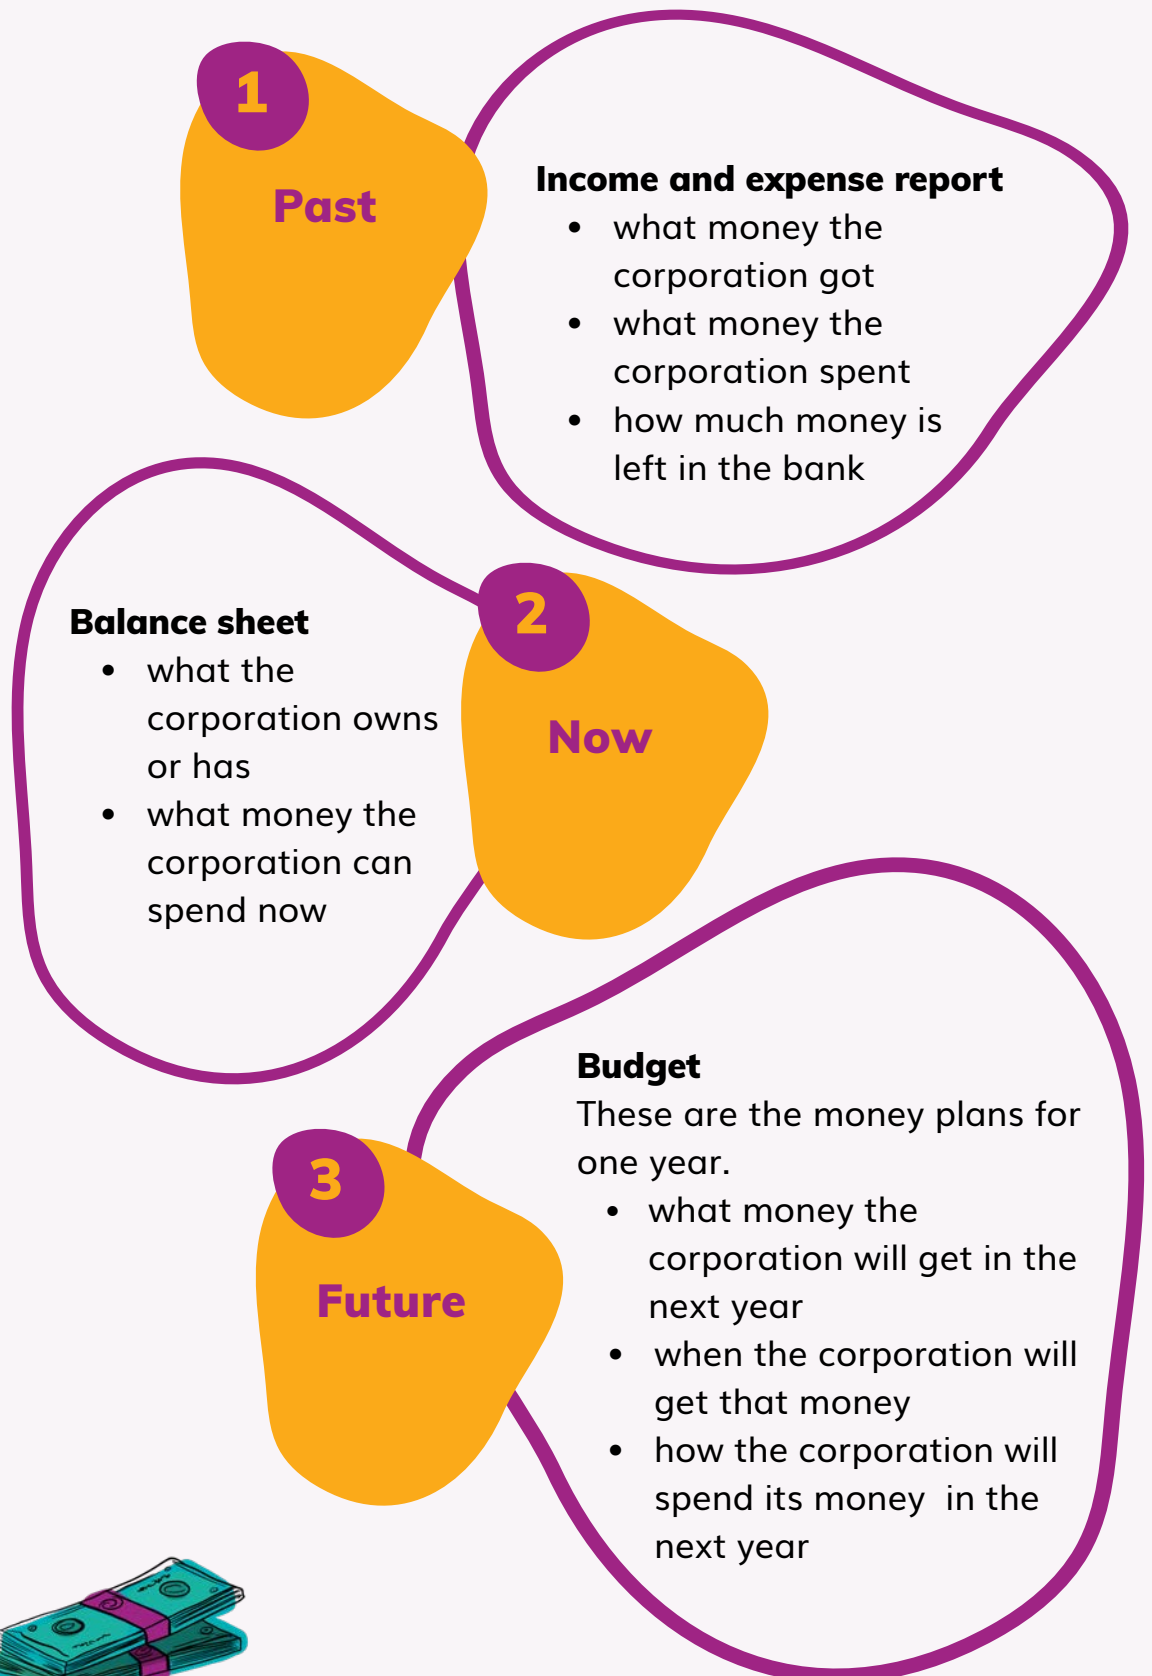 1
Past
Income and expense report
• what money the
corporation got
• what money the
corporation spent
• how much money is
left in the bank
2
Now
Balance sheet
• what the
corporation owns
or has
• what money the
corporation can
spend now
3
Future
Budget
These are the money plans for
one year.
• what money the
corporation will get in the
next year
• when the corporation will
get that money
• how the corporation will
spend its money  in the
next year